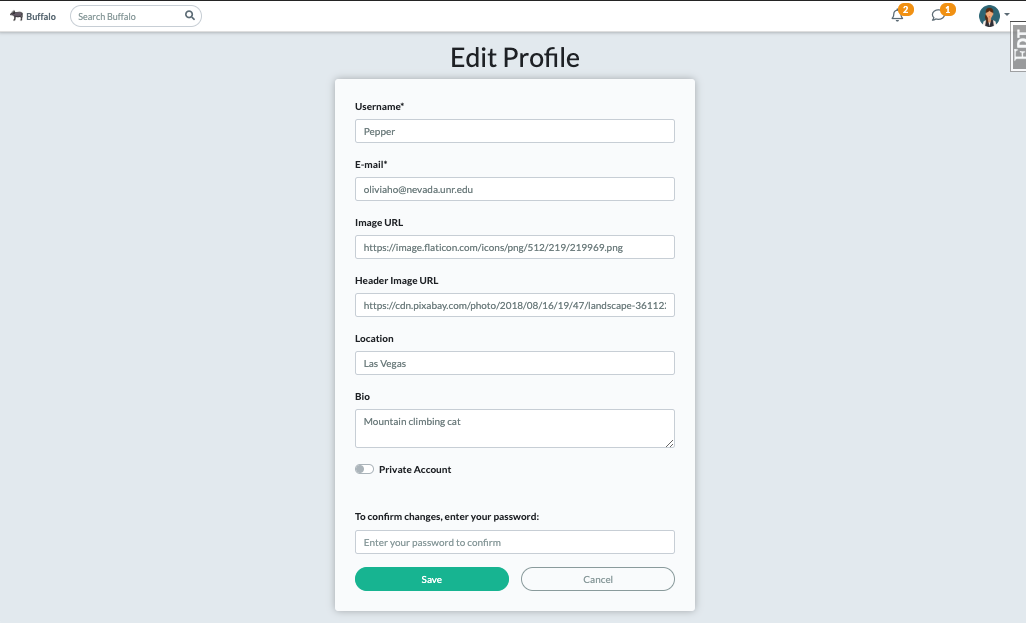 Buffalo
Search Buffalo
2
1
Edit Profile
Username*
Pepper
E-mail*
oliviaho@nevada.unr.edu
Image URL
https://image.flaticon.com/icons/png/512/219/219969.png
Header Image URL
https://cdn.pixabay.com/photo/2018/08/16/19/47/landscape-36112
Location
Las Vegas
Bio
Mountain climbing cat
Private Account
To confirm changes, enter your password:
Enter your password to confirm
Save
Cancel